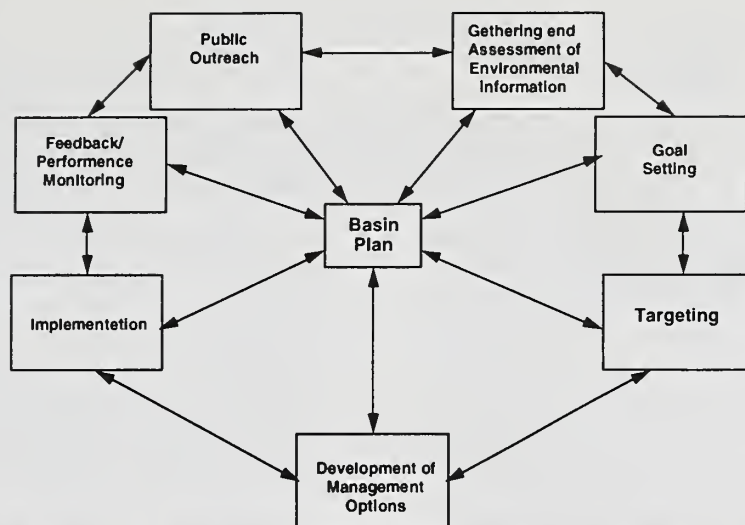 Public
Outreach
Gethering end
Assessment of
Environmental
Information
Feedback/
Performence
Monitoring
Goal
Setting
Basin
Plan
Implementetion
Targeting
Development of
Management
Options